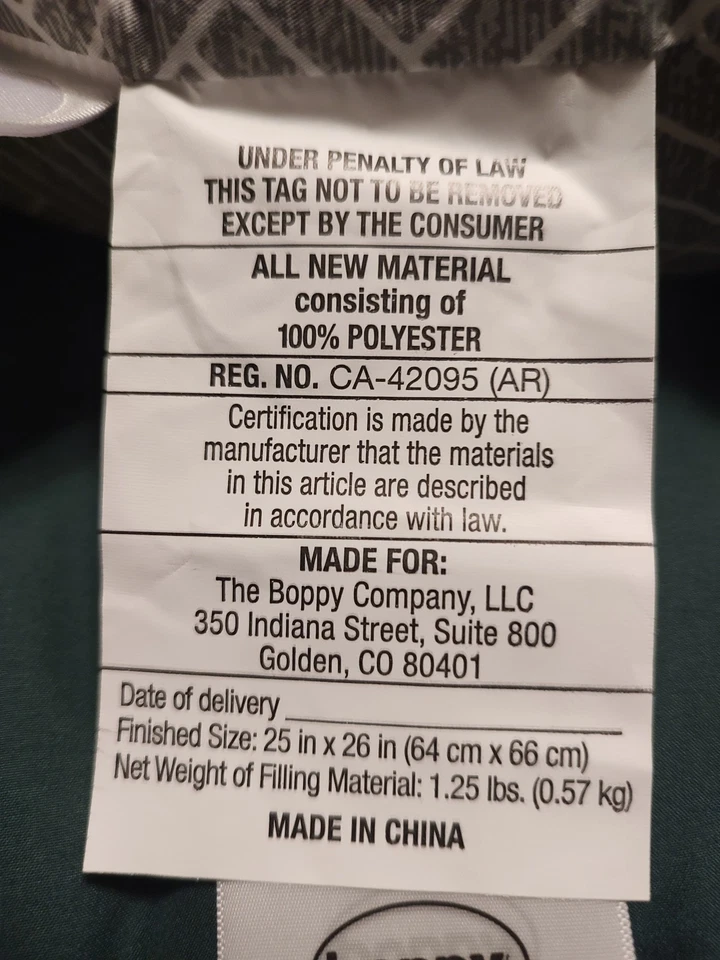 UNDER PENALTY OF LAW
THIS TAG NOT TO BE REMOVED
EXCEPT BY THE CONSUMER
ALL NEW MATERIAL
consisting of
100% POLYESTER
REG. NO. CA-42095 (AR)
Certification is made by the
manufacturer that the materials
in this article are described
in accordance with law.
MADE FOR:
The Boppy Company, LLC
350 Indiana Street, Suite 800
Golden, CO 80401
Date of delivery
Finished Size: 25 in x 26 in (64 cm x 66 cm)
Net Weight of Filling Material: 1.25 lbs. (0.57 kg)
MADE IN CHINA